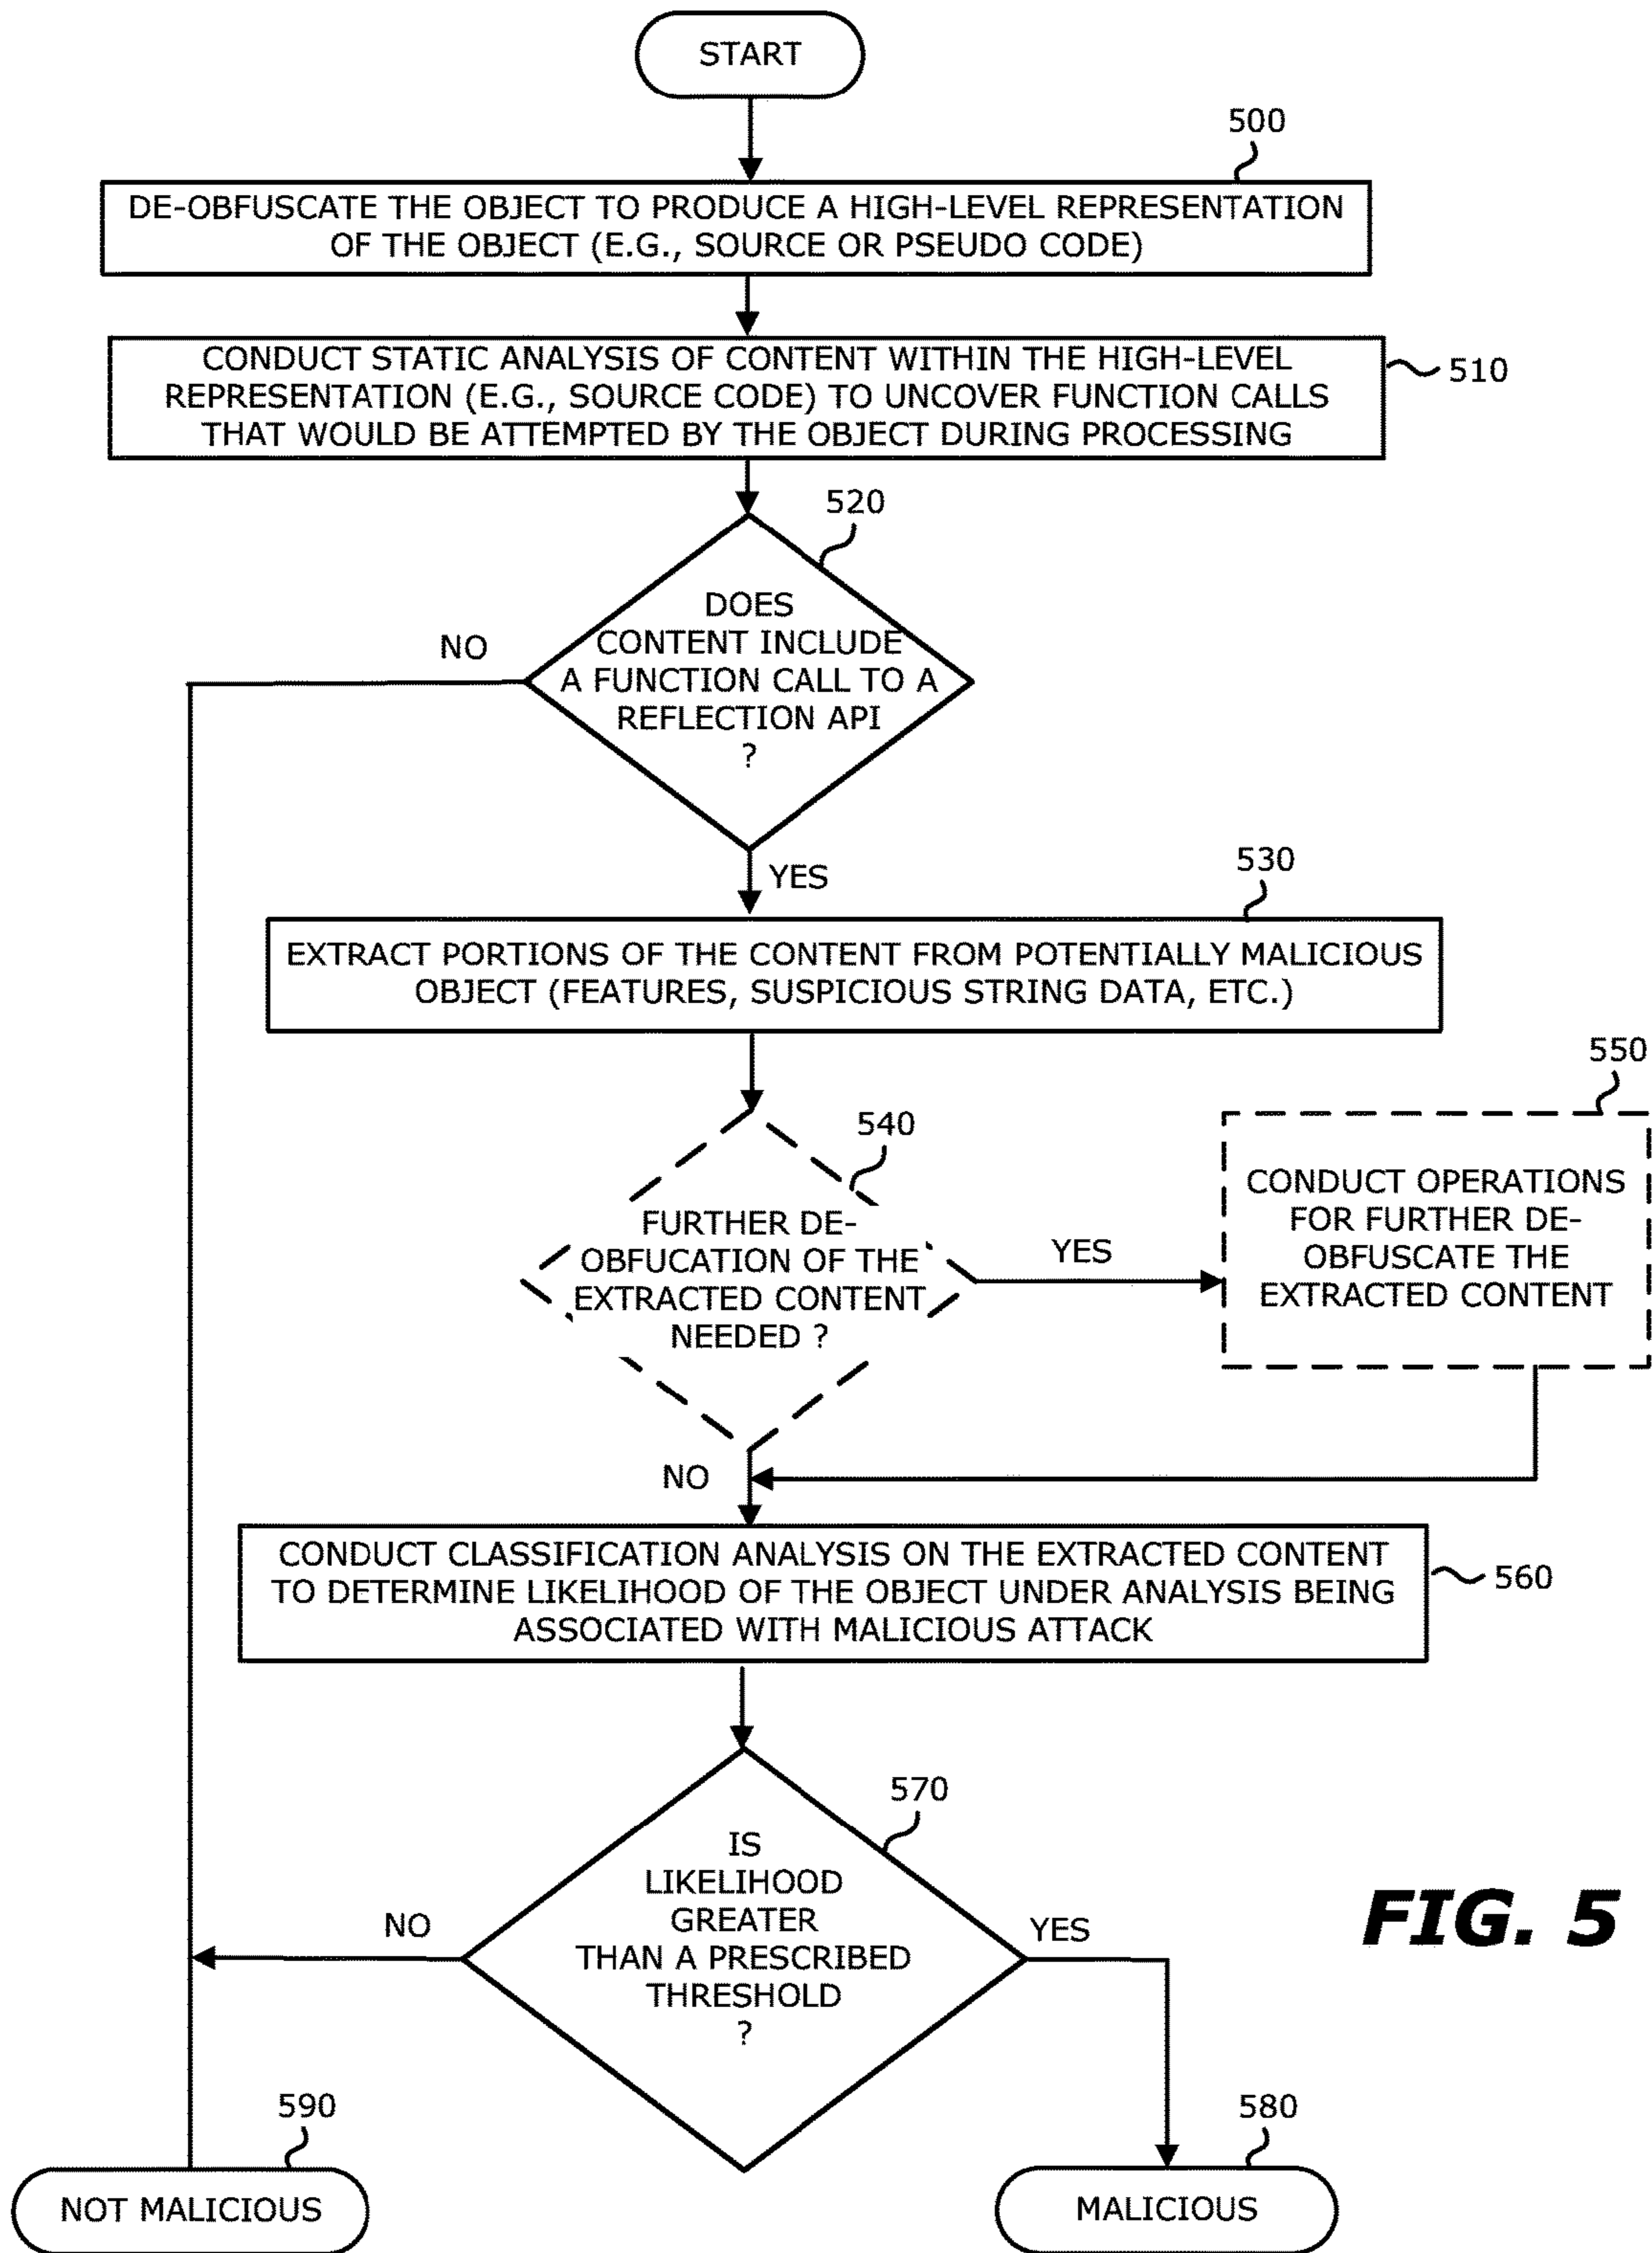 START
500
DE-OBFUSCATE THE OBJECT TO PRODUCE A HIGH-LEVEL REPRESENTATION
OF THE OBJECT (E.G., SOURCE OR PSEUDO CODE)
CONDUCT STATIC ANALYSIS OF CONTENT WITHIN THE HIGH-LEVEL
REPRESENTATION (E.G., SOURCE CODE) TO UNCOVER FUNCTION CALLS
THAT WOULD BE ATTEMPTED BY THE OBJECT DURING PROCESSING
510
520
DOES
CONTENT INCLUDE
A FUNCTION CALL TO A
REFLECTION API
?
NO
YES
530
EXTRACT PORTIONS OF THE CONTENT FROM POTENTIALLY MALICIOUS
OBJECT (FEATURES, SUSPICIOUS STRING DATA, ETC.)
540
FURTHER DE-
OBFUCATION OF THE
EXTRACTED CONTENT
NEEDED ?
YES
550
CONDUCT OPERATIONS
FOR FURTHER DE-
OBFUSCATE THE
EXTRACTED CONTENT
NO
CONDUCT CLASSIFICATION ANALYSIS ON THE EXTRACTED CONTENT
TO DETERMINE LIKELIHOOD OF THE OBJECT UNDER ANALYSIS BEING
ASSOCIATED WITH MALICIOUS ATTACK
560
570
IS
LIKELIHOOD
GREATER
THAN A PRESCRIBED
THRESHOLD
?
NO
YES
FIG. 5
590
NOT MALICIOUS
580
MALICIOUS